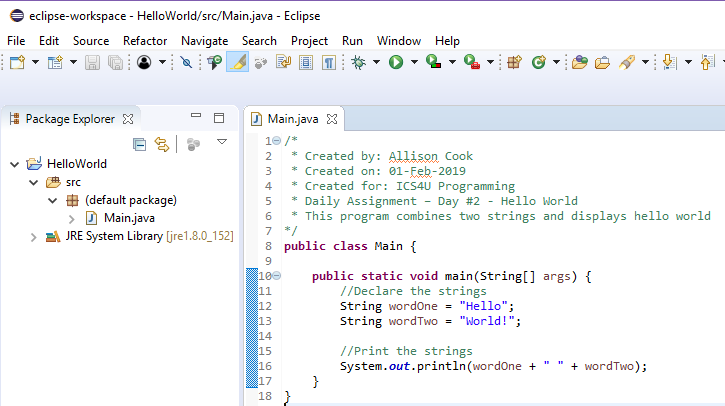 eclipse-workspace - HelloWorld/src/Main.java - Eclipse
File Edit Source Refactor Navigate Search Project Run Window Help
Package Explorer
HelloWorld
src
(default package)
Main.java
JRE System Library [jre1.8.0_152]
Main.java
1 /*
2  * Created by: Allison Cook
3  * Created on: 01-Feb-2019
4  * Created for: ICS4U Programming
5  * Daily Assignment – Day #2 - Hello World
6  * This program combines two strings and displays hello world
7 */
8 public class Main {
9
10     public static void main(String[] args) {
11         //Declare the strings
12         String wordOne = "Hello";
13         String wordTwo = "World!";
14
15         //Print the strings
16         System.out.println(wordOne + " " + wordTwo);
17     }
18 }